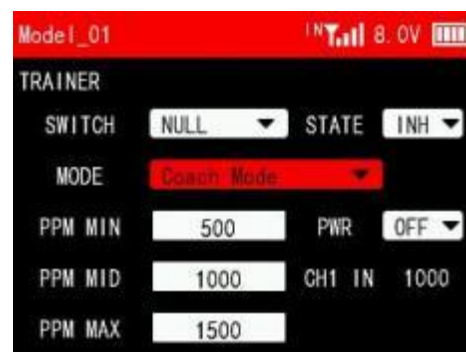 Model_01 IN 8.0V
TRAINER
SWITCH NULL STATE INH
MODE Coach Mode
PPM MIN 500 PWR OFF
PPM MID 1000 CH1 IN 1000
PPM MAX 1500